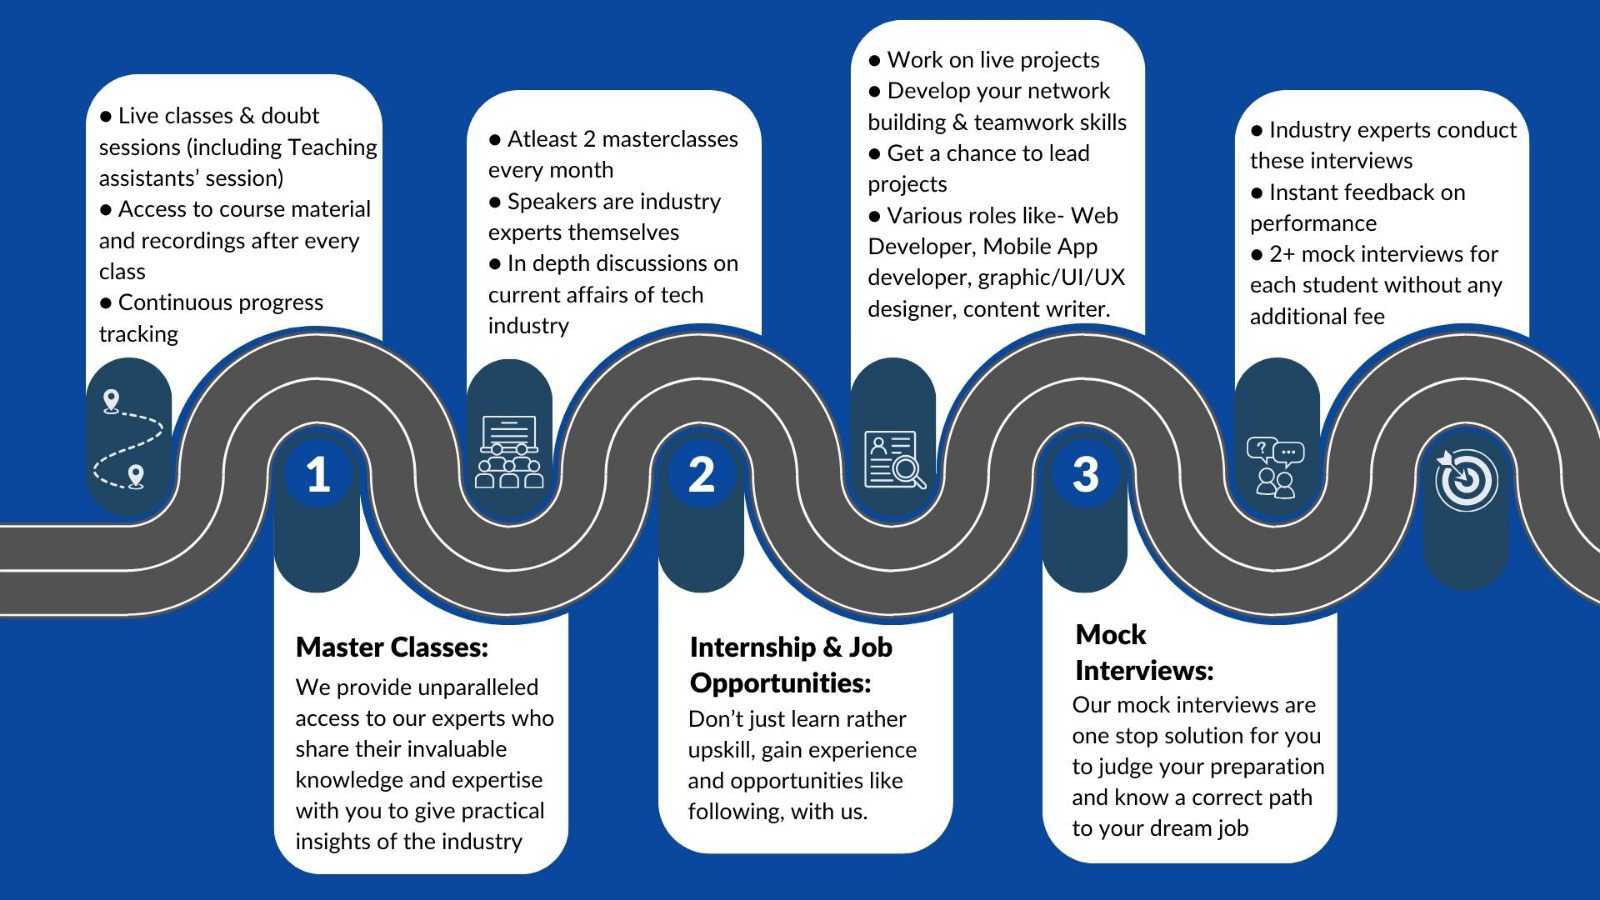 ● Live classes & doubt
sessions (including Teaching
assistants’ session)
● Access to course material
and recordings after every
class
● Continuous progress
tracking
1
Master Classes:
We provide unparalleled
access to our experts who
share their invaluable
knowledge and expertise
with you to give practical
insights of the industry
● Atleast 2 masterclasses
every month
● Speakers are industry
experts themselves
● In depth discussions on
current affairs of tech
industry
2
Internship & Job
Opportunities:
Don’t just learn rather
upskill, gain experience
and opportunities like
following, with us.
● Work on live projects
● Develop your network
building & teamwork skills
● Get a chance to lead
projects
● Various roles like- Web
Developer, Mobile App
developer, graphic/UI/UX
designer, content writer.
3
Mock
Interviews:
Our mock interviews are
one stop solution for you
to judge your preparation
and know a correct path
to your dream job
● Industry experts conduct
these interviews
● Instant feedback on
performance
● 2+ mock interviews for
each student without any
additional fee
?